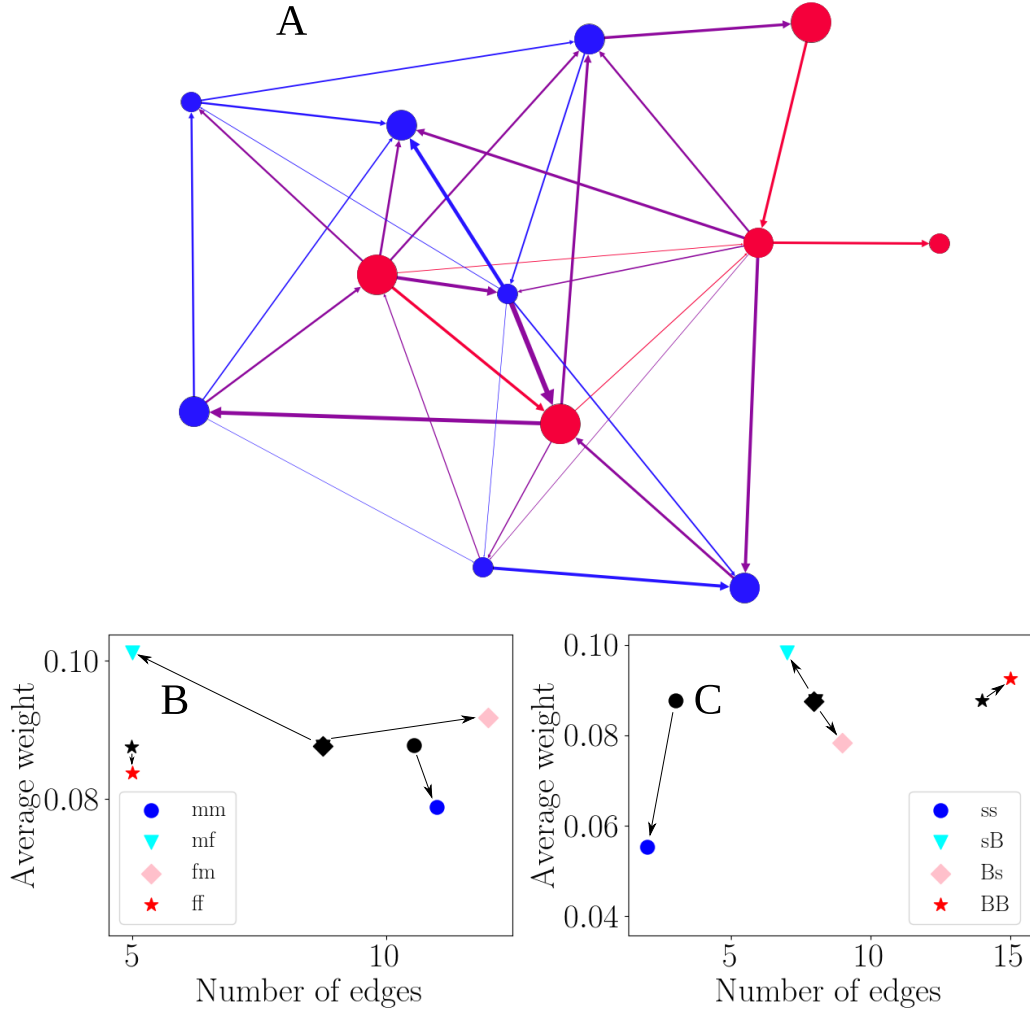 A
B
0.10
0.08
Average weight
mm
mf
fm
ff
5
10
Number of edges
C
0.10
0.08
0.06
0.04
Average weight
ss
sB
Bs
BB
5
10
15
Number of edges